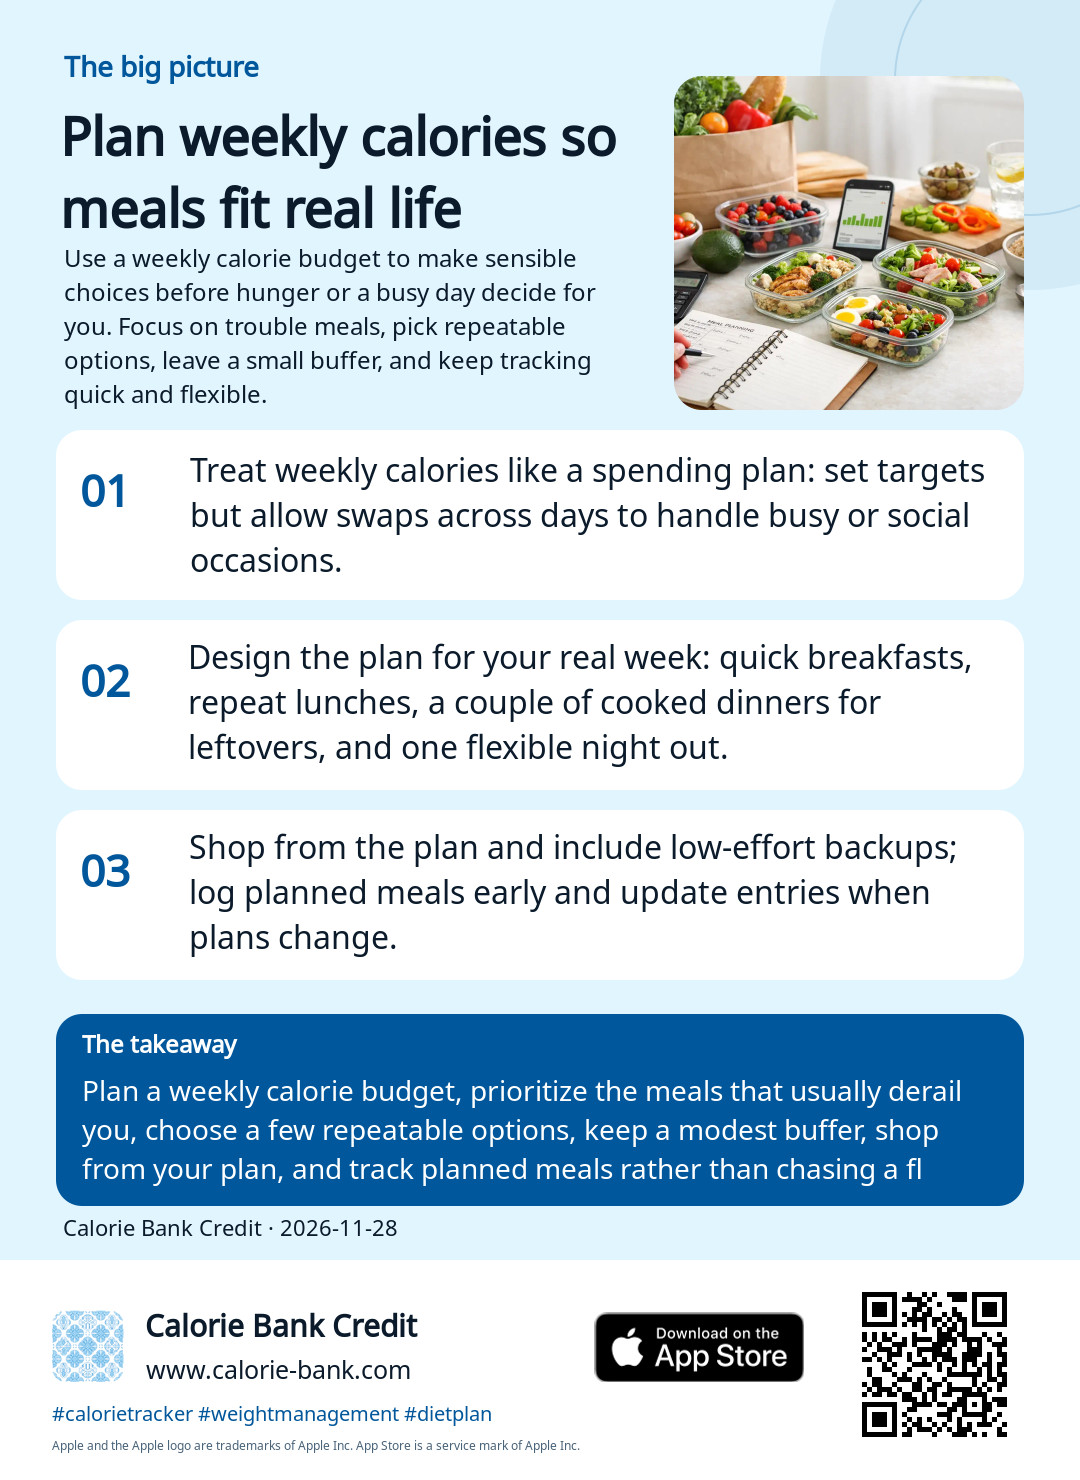 The big picture
Plan weekly calories so
meals fit real life
Use a weekly calorie budget to make sensible
choices before hunger or a busy day decide for
you. Focus on trouble meals, pick repeatable
options, leave a small buffer, and keep tracking
quick and flexible.
MEAL PLANNING
01
Treat weekly calories like a spending plan: set targets
but allow swaps across days to handle busy or social
occasions.
02
Design the plan for your real week: quick breakfasts,
repeat lunches, a couple of cooked dinners for
leftovers, and one flexible night out.
03
Shop from the plan and include low-effort backups;
log planned meals early and update entries when
plans change.
The takeaway
Plan a weekly calorie budget, prioritize the meals that usually derail
you, choose a few repeatable options, keep a modest buffer, shop
from your plan, and track planned meals rather than chasing a fl
Calorie Bank Credit · 2026-11-28
Calorie Bank Credit
www.calorie-bank.com
Download on the
App Store
#calorietracker #weightmanagement #dietplan
Apple and the Apple logo are trademarks of Apple Inc. App Store is a service mark of Apple Inc.